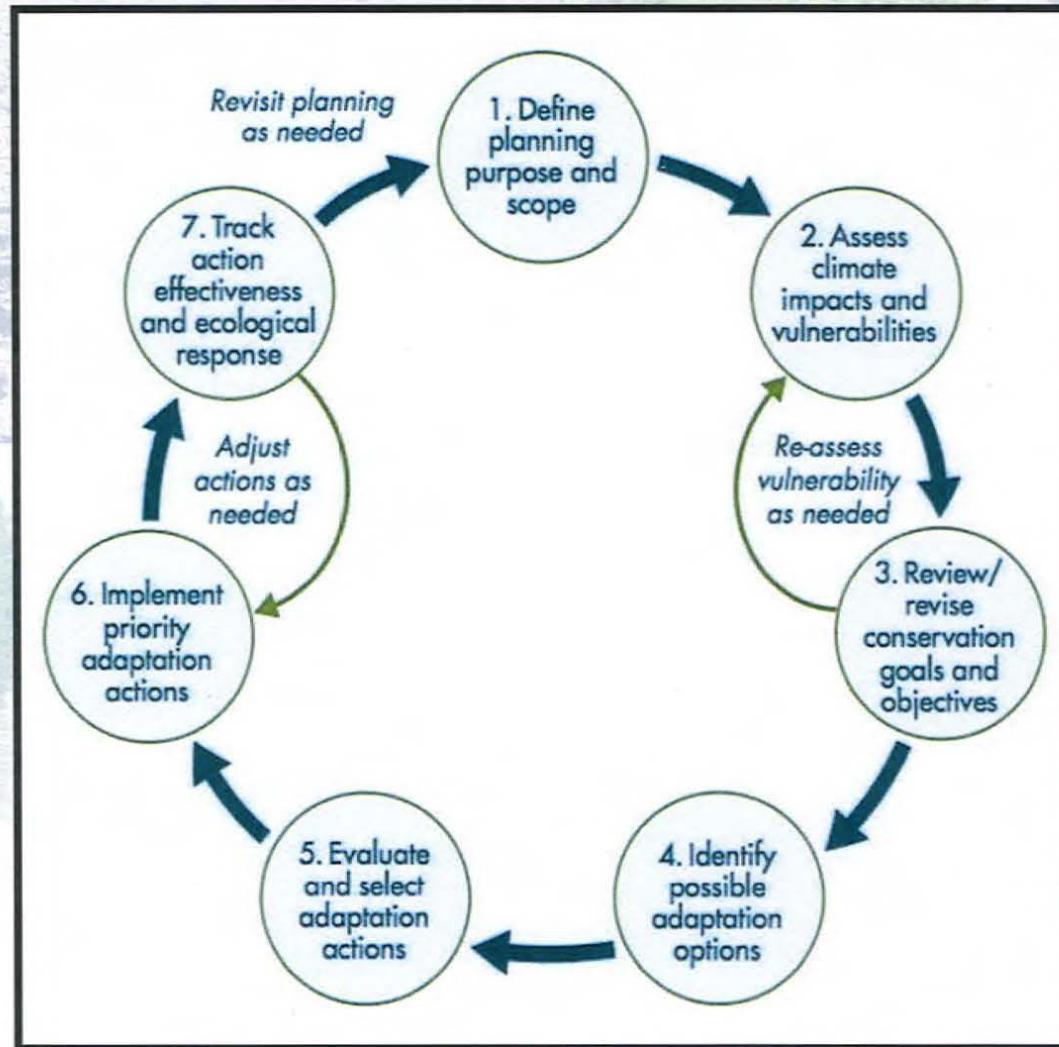 Revisit planning
as needed
1. Define
planning
purpose and
scope
2. Assess
climate
impacts and
vulnerabilities
Re-assess
vulnerability
as needed
3. Review/
revise
conservation
goals and
objectives
4. Identify
possible
adaptation
options
5. Evaluate
and select
adaptation
actions
6. Implement
priority
adaptation
actions
Adjust
actions as
needed
7. Track
action
effectiveness
and ecological
response